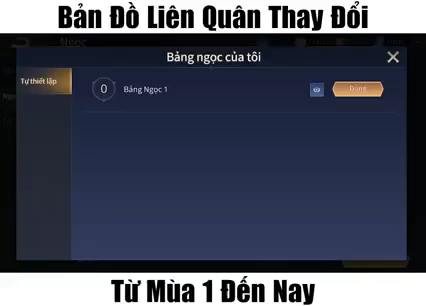 Bản Đồ Liên Quân Thay Đổi
Bảng ngọc của tôi
Tự thiết lập
0
Bảng Ngọc 1
Dùng
Từ Mùa 1 Đến Nay